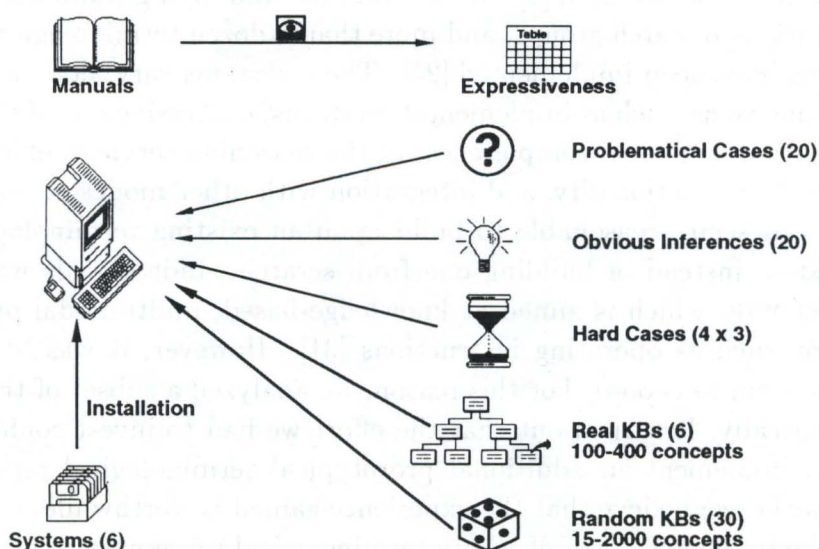 Table
Manuals
Expressiveness
?
Problematical Cases (20)
Obvious Inferences (20)
Hard Cases (4 x 3)
Installation
Real KBs (6)
100-400 concepts
Random KBs (30)
15-2000 concepts
Systems (6)